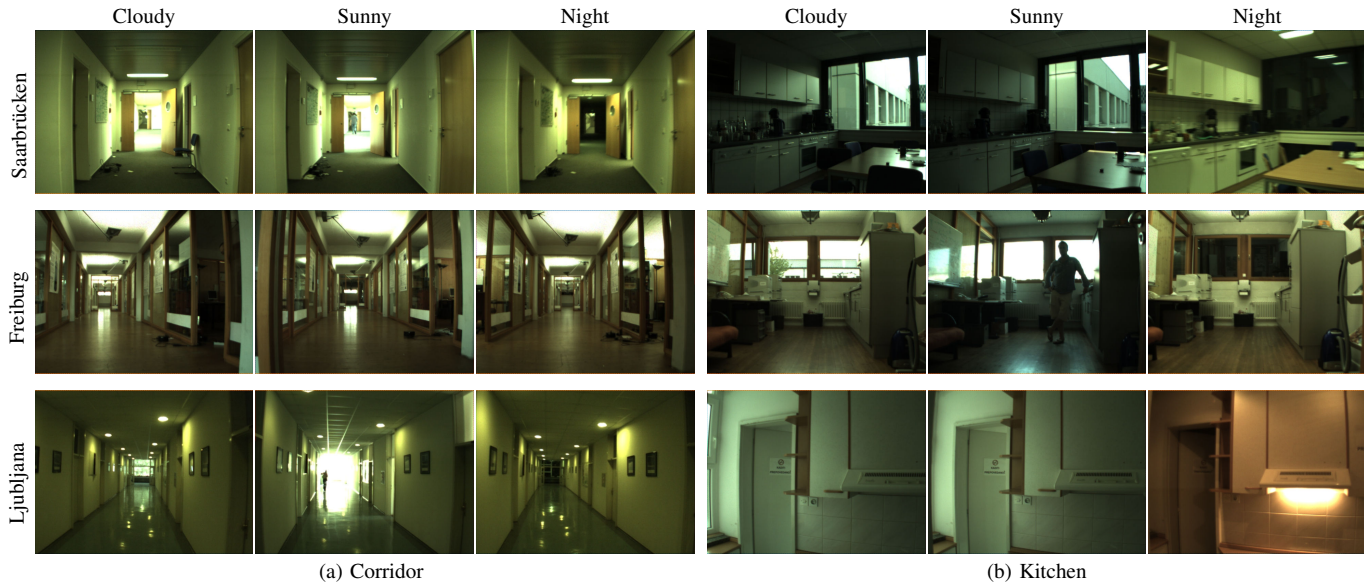 Cloudy Sunny Night Cloudy Sunny Night
Saarbrücken
Freiburg
Ljubljana
(a) Corridor (b) Kitchen